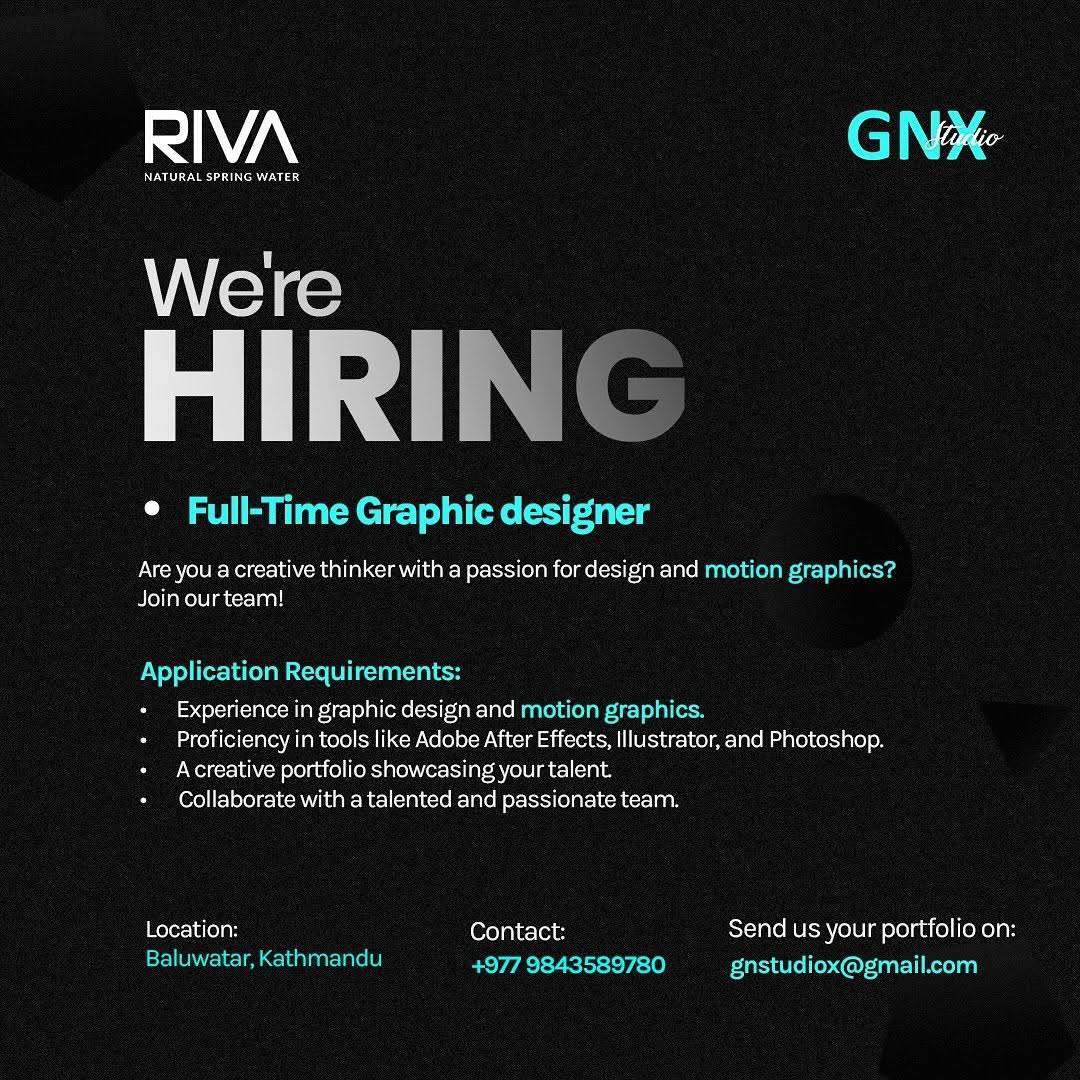 RIVA
NATURAL SPRING WATER
GNX Studio
We're
HIRING
• Full-Time Graphic designer
Are you a creative thinker with a passion for design and motion graphics?
Join our team!
Application Requirements:
• Experience in graphic design and motion graphics.
• Proficiency in tools like Adobe After Effects, Illustrator, and Photoshop.
• A creative portfolio showcasing your talent.
• Collaborate with a talented and passionate team.
Location:
Baluwatar, Kathmandu
Contact:
+977 9843589780
Send us your portfolio on:
gnstudiox@gmail.com